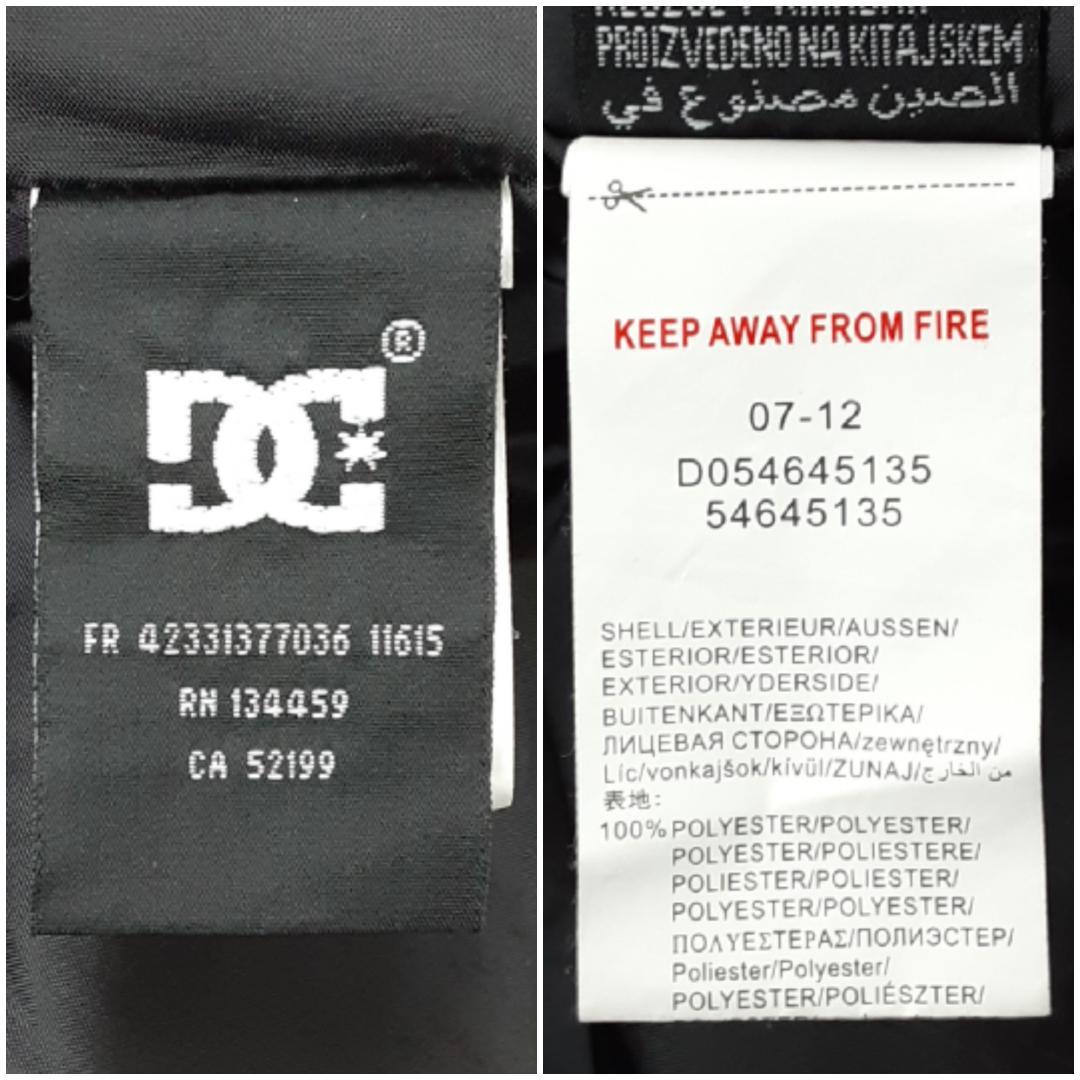 ®
DC
FR 42331377036 11615
RN 134459
CA 52199
PROIZVEDENO NA KITAJSKEM
الصين مصنوع في
KEEP AWAY FROM FIRE
07-12
D054645135
54645135
SHELL/EXTERIEUR/AUSSEN/
ESTERIOR/ESTERIOR/
EXTERIOR/YDERSIDE/
BUITENKANT/ΕΞΩΤΕΡΙΚΑ/
ЛИЦЕВАЯ СТОРОНА/zewnętrzny/
Líc/vonkajšok/kívül/ZUNAJ/من الخارج
表地:
100% POLYESTER/POLYESTER/
POLYESTER/POLIESTERE/
POLIESTER/POLIESTER/
POLYESTER/POLYESTER/
ΠΟΛΥΕΣΤΕΡΑΣ/ПОЛИЭСТЕР/
Poliester/Polyester/
POLYESTER/POLIÉSZTER/